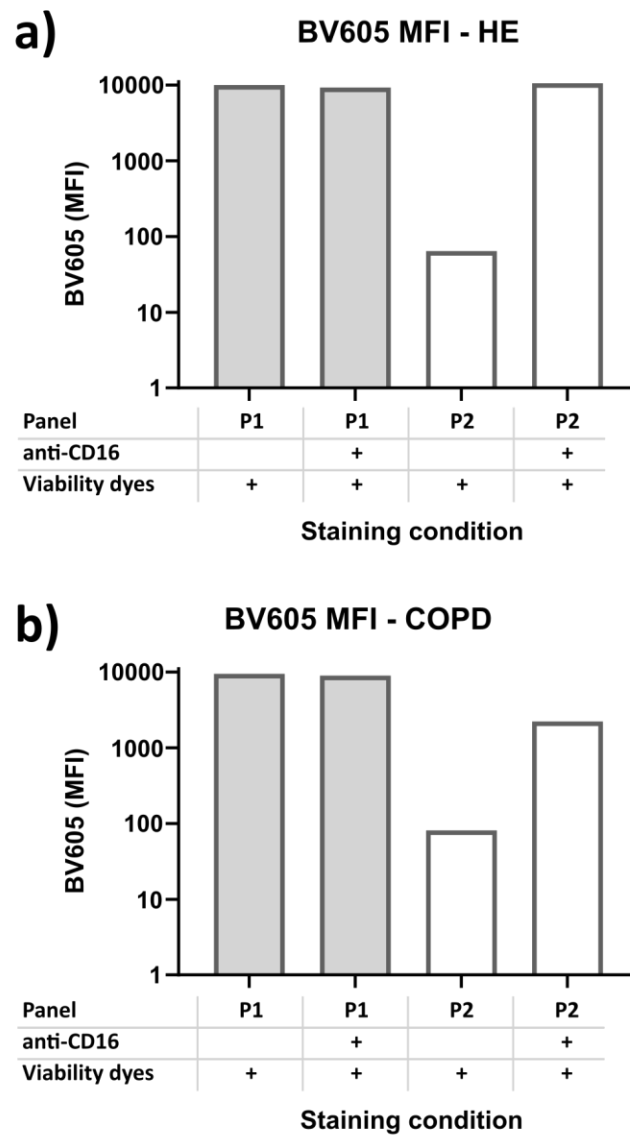 a)
BV605 MFI - HE
BV605 (MFI)
10000
1000
100
10
1
Panel P1 P1 P2 P2
anti-CD16 + +
Viability dyes + + + +
Staining condition
b)
BV605 MFI - COPD
BV605 (MFI)
10000
1000
100
10
1
Panel P1 P1 P2 P2
anti-CD16 + +
Viability dyes + + + +
Staining condition